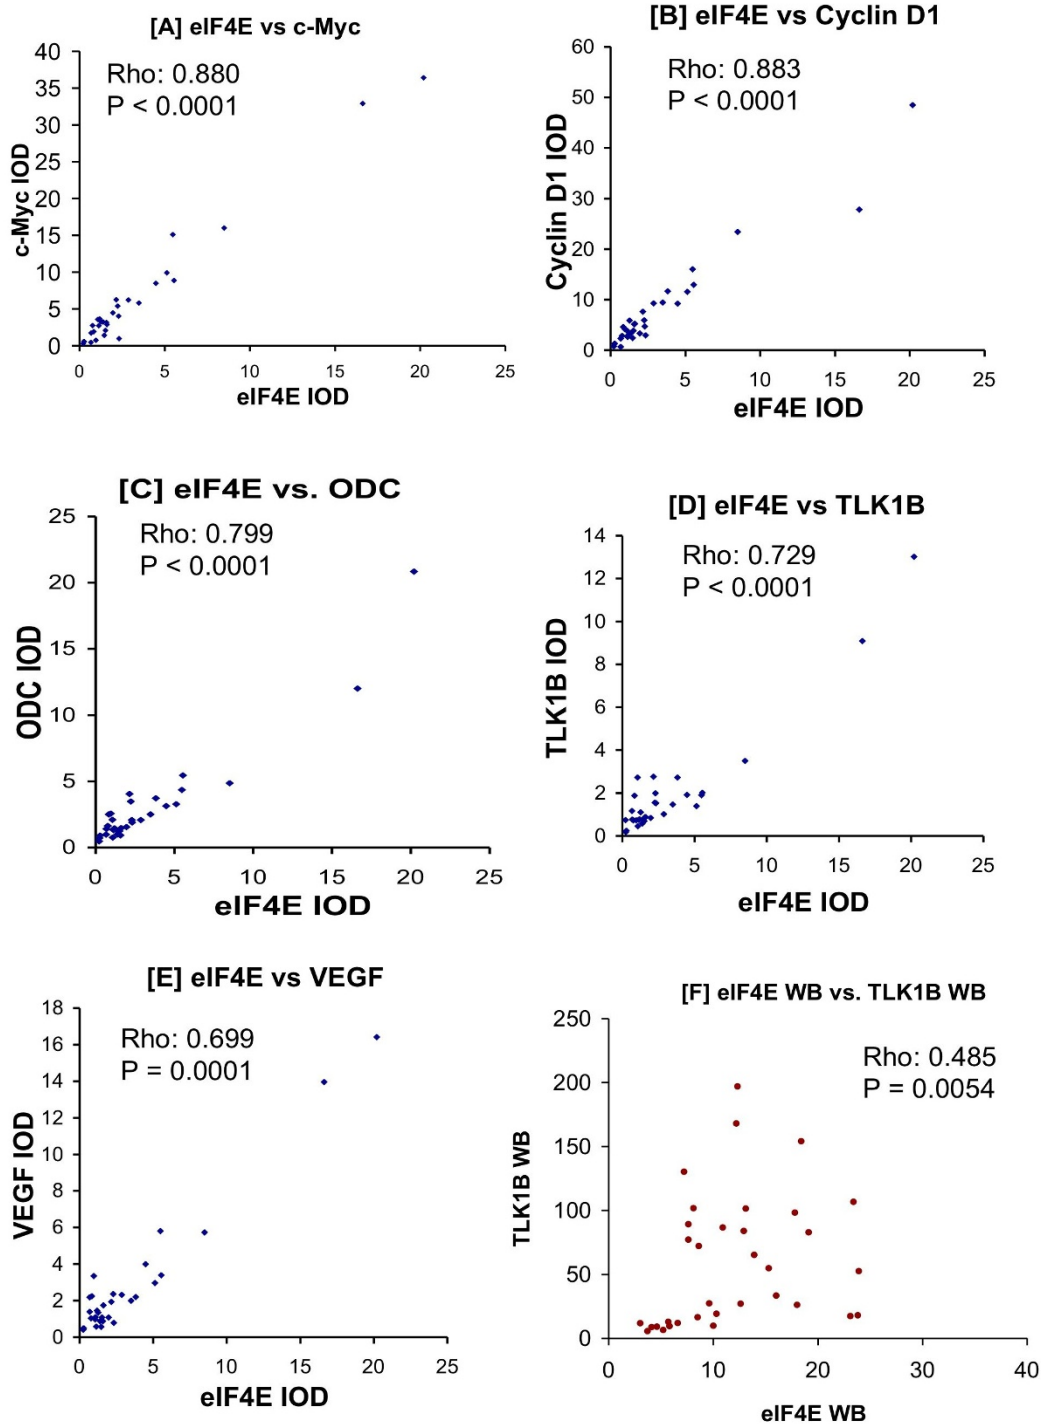 [A] eIF4E vs c-Myc
Rho: 0.880
P < 0.0001
c-Myc IOD
40
35
30
25
20
15
10
5
0
0 5 10 15 20 25
eIF4E IOD
[B] eIF4E vs Cyclin D1
Rho: 0.883
P < 0.0001
Cyclin D1 IOD
60
50
40
30
20
10
0
0 5 10 15 20 25
eIF4E IOD
[C] eIF4E vs. ODC
Rho: 0.799
P < 0.0001
ODC IOD
25
20
15
10
5
0
0 5 10 15 20 25
eIF4E IOD
[D] eIF4E vs TLK1B
Rho: 0.729
P < 0.0001
TLK1B IOD
14
12
10
8
6
4
2
0
0 5 10 15 20 25
eIF4E IOD
[E] eIF4E vs VEGF
Rho: 0.699
P = 0.0001
VEGF IOD
18
16
14
12
10
8
6
4
2
0
0 5 10 15 20 25
eIF4E IOD
[F] eIF4E WB vs. TLK1B WB
Rho: 0.485
P = 0.0054
TLK1B WB
250
200
150
100
50
0
0 10 20 30 40
eIF4E WB